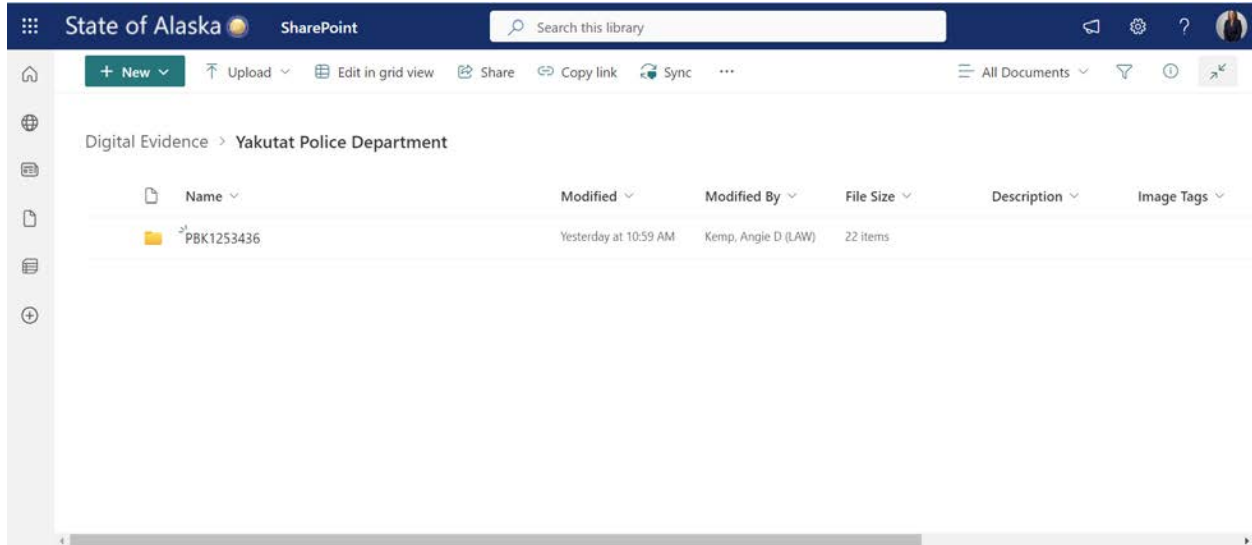 State of Alaska SharePoint Search this library ?
+ New Upload Edit in grid view Share Copy link Sync ... All Documents
Digital Evidence > Yakutat Police Department
Name Modified Modified By File Size Description Image Tags
PBK1253436 Yesterday at 10:59 AM Kemp, Angie D (LAW) 22 items